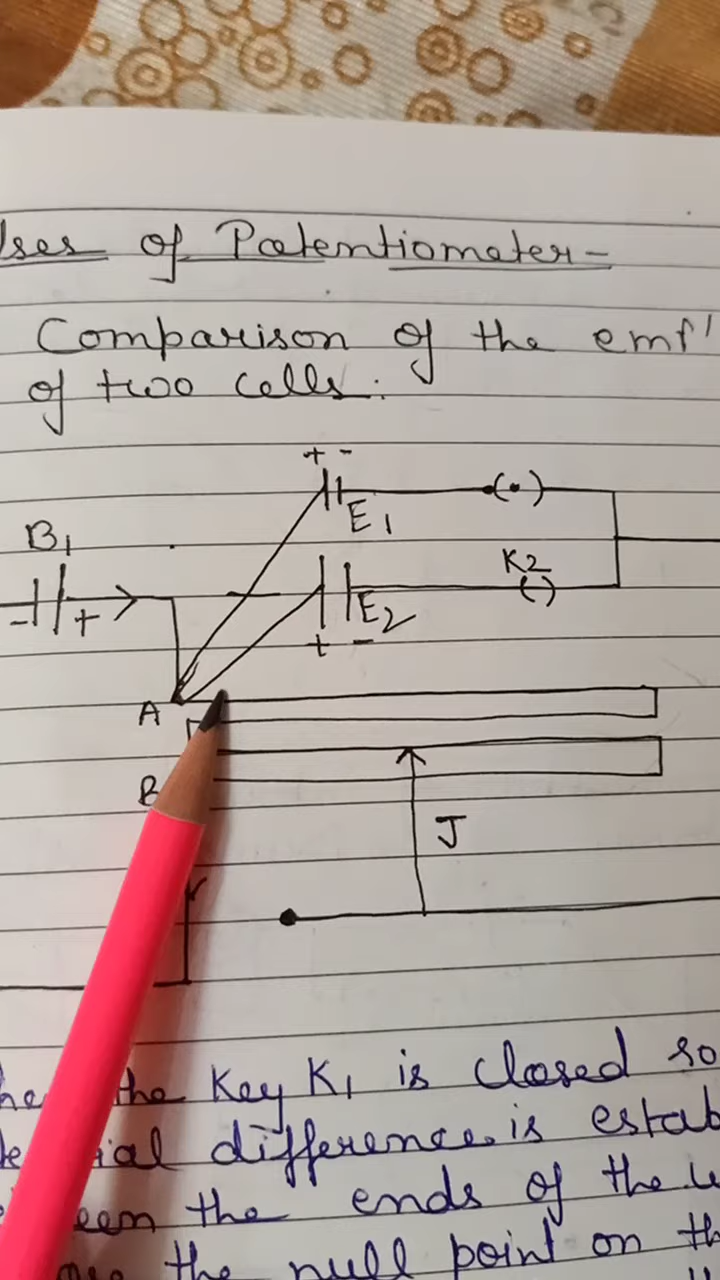 of Potentiometer -
Comparison of the emf'
of two cells.
+ -
E1
B1
K2
- +
E2
+ -
A
B
J
the Key K1 is closed so
difference is estab
the ends of the
the null point on th